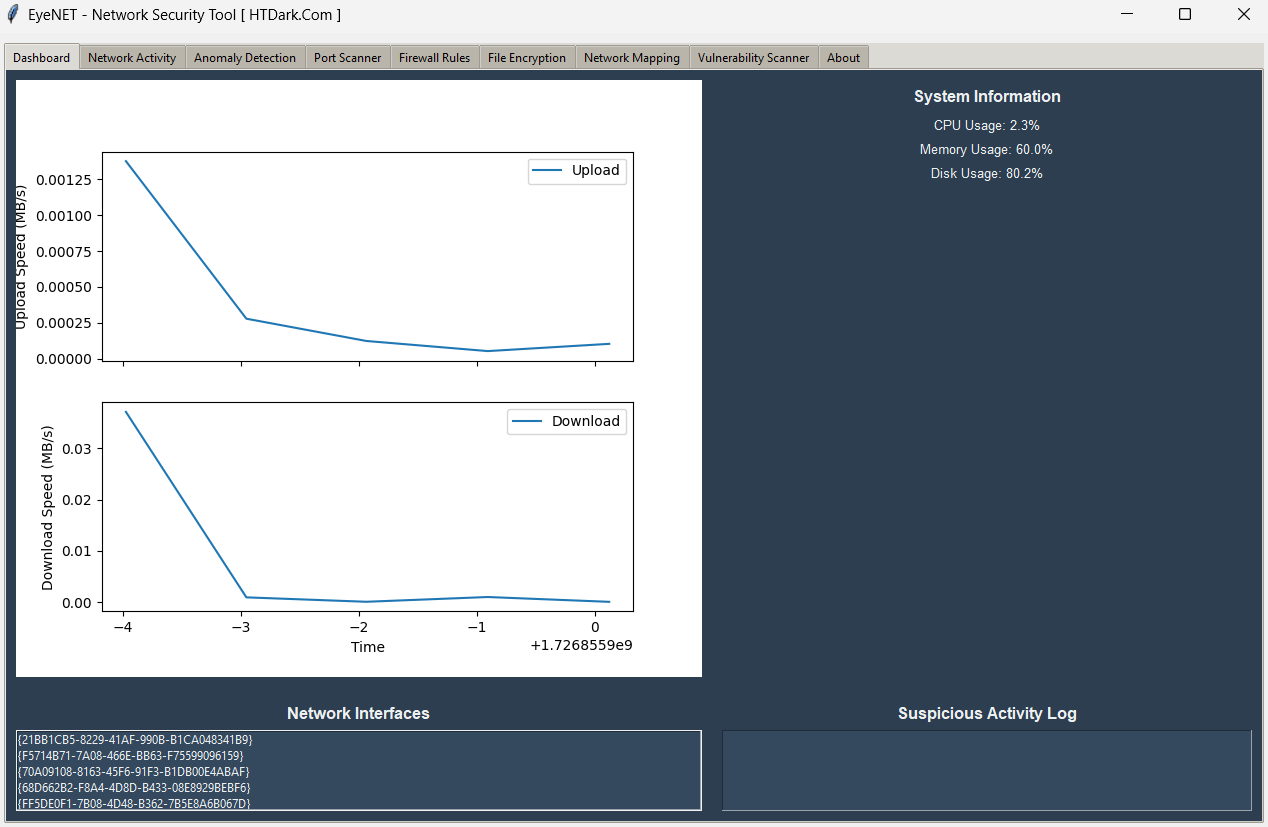 EyeNET - Network Security Tool [ HTDark.Com ]
Dashboard Network Activity Anomaly Detection Port Scanner Firewall Rules File Encryption Network Mapping Vulnerability Scanner About
Upload Speed (MB/s)
0.00125
0.00100
0.00075
0.00050
0.00025
0.00000
Upload
Download Speed (MB/s)
0.03
0.02
0.01
0.00
Download
−4 −3 −2 −1 0
Time
+1.7268559e9
System Information
CPU Usage: 2.3%
Memory Usage: 60.0%
Disk Usage: 80.2%
Network Interfaces
{21BB1CB5-8229-41AF-990B-B1CA048341B9}
{F5714B71-7A08-466E-BB63-F75599096159}
{70A09108-8163-45F6-91F3-B1DB00E4ABAF}
{68D662B2-F8A4-4D8D-B433-08E8929BEBF6}
{FF5DE0F1-7B08-4D48-B362-7B5E8A6B067D}
Suspicious Activity Log